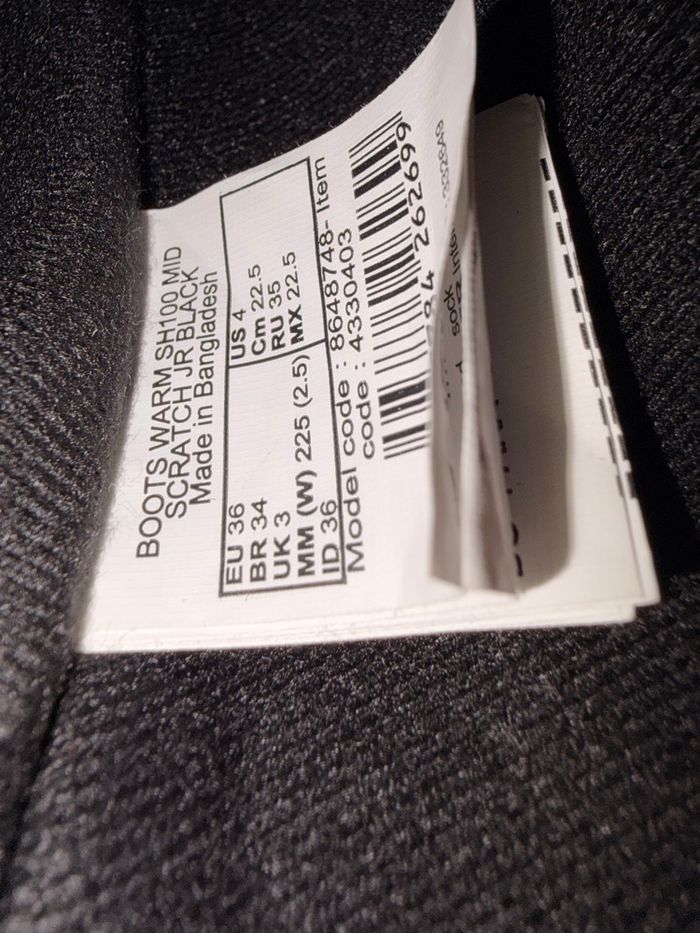 BOOTS WARM SH100 MID
SCRATCH JR BLACK
Made in Bangladesh
EU 36
BR 34
UK 3
MM (W) 225 (2.5)
ID 36
US 4
Cm 22.5
RU 35
MX 22.5
Model code : 8648748- Item
code : 4330403
84 262699
sock